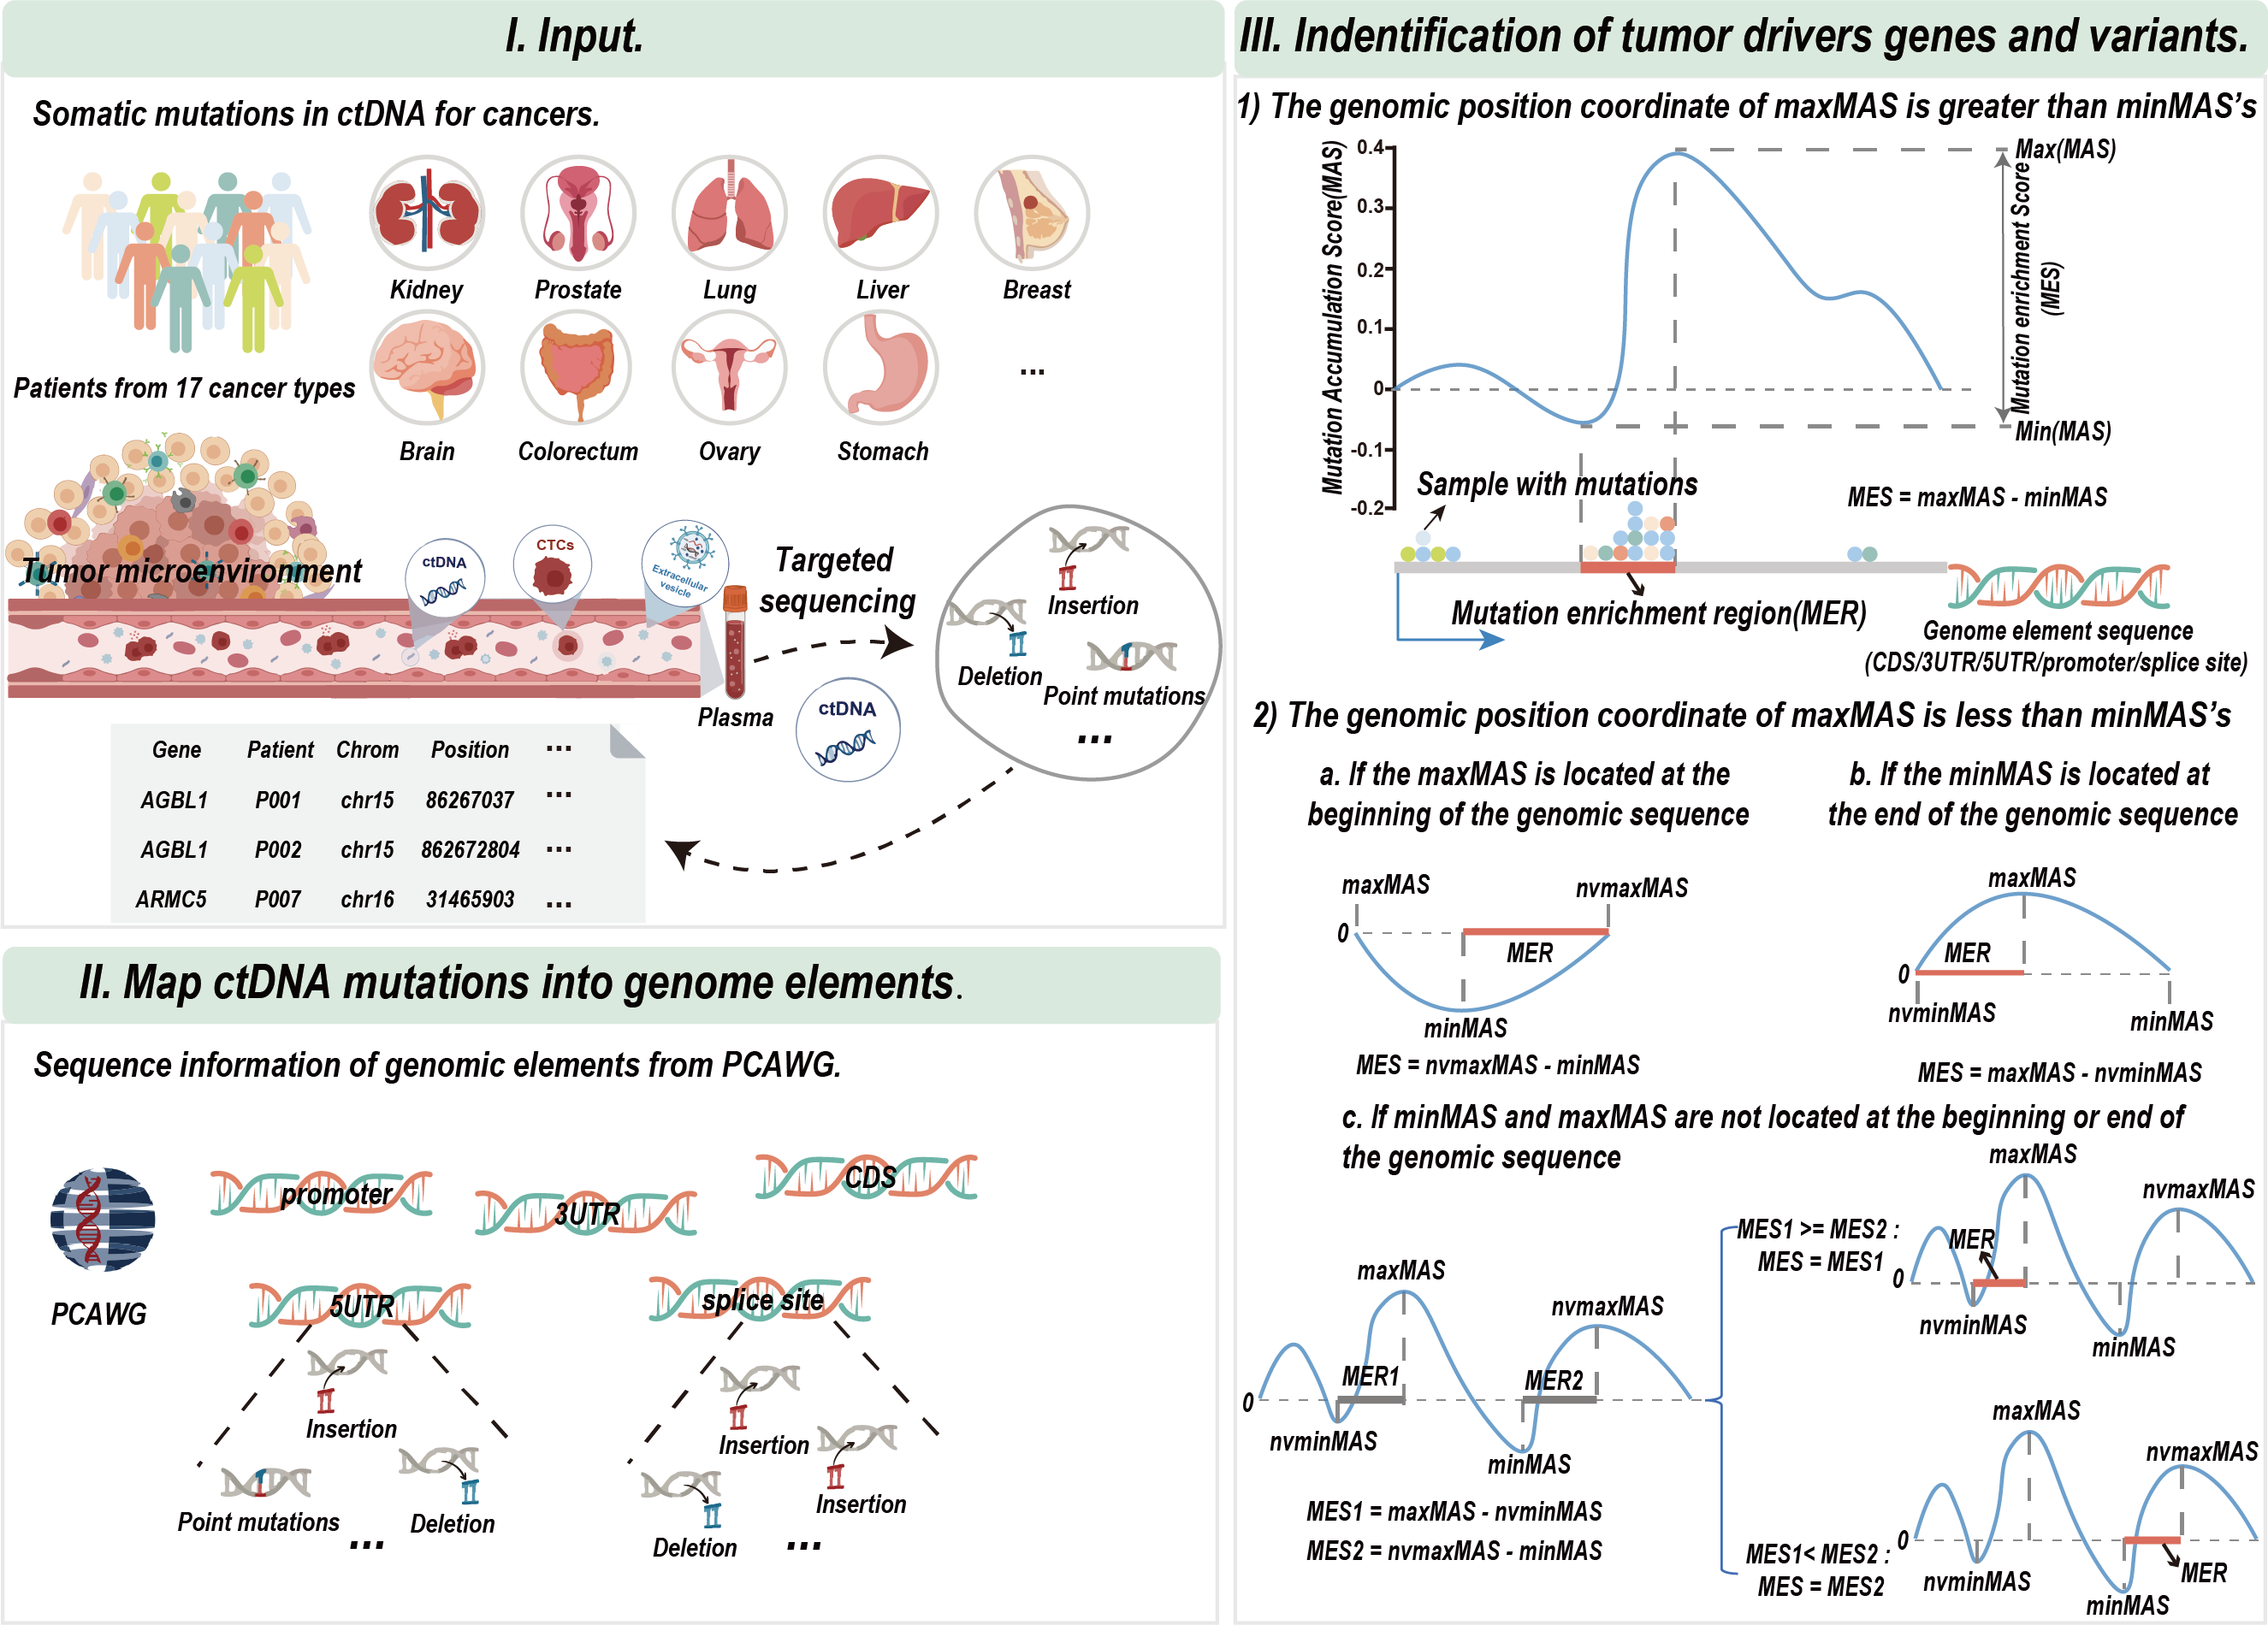 I. Input.
Somatic mutations in ctDNA for cancers.
Kidney
Prostate
Lung
Liver
Breast
Patients from 17 cancer types
Brain
Colorectum
Ovary
Stomach
...
Tumor microenvironment
ctDNA
CTCs
Extracellular
vesicle
Targeted
sequencing
Plasma
ctDNA
Insertion
Deletion
Point mutations
...
Gene Patient Chrom Position ...
AGBL1 P001 chr15 86267037 ...
AGBL1 P002 chr15 862672804 ...
ARMC5 P007 chr16 31465903 ...
II. Map ctDNA mutations into genome elements.
Sequence information of genomic elements from PCAWG.
PCAWG
promoter
3UTR
CDS
5UTR
splice site
Insertion
Point mutations
Deletion
...
Insertion
Insertion
Deletion
...
III. Indentification of tumor drivers genes and variants.
1) The genomic position coordinate of maxMAS is greater than minMAS’s
Mutation Accumulation Score(MAS)
0.4
0.3
0.2
0.1
0
-0.1
-0.2
Max(MAS)
Mutation enrichment Score
(MES)
Min(MAS)
MES = maxMAS - minMAS
Sample with mutations
Mutation enrichment region(MER)
Genome element sequence
(CDS/3UTR/5UTR/promoter/splice site)
2) The genomic position coordinate of maxMAS is less than minMAS’s
a. If the maxMAS is located at the
beginning of the genomic sequence
maxMAS
nvmaxMAS
0
MER
minMAS
MES = nvmaxMAS - minMAS
b. If the minMAS is located at
the end of the genomic sequence
maxMAS
MER
0
nvminMAS
minMAS
MES = maxMAS - nvminMAS
c. If minMAS and maxMAS are not located at the beginning or end of
the genomic sequence
maxMAS
nvmaxMAS
MER1
MER2
0
nvminMAS
minMAS
MES1 = maxMAS - nvminMAS
MES2 = nvmaxMAS - minMAS
MES1 >= MES2 :
MES = MES1
maxMAS
nvmaxMAS
MER
0
nvminMAS
minMAS
MES1< MES2 :
MES = MES2
maxMAS
nvmaxMAS
0
MER
nvminMAS
minMAS